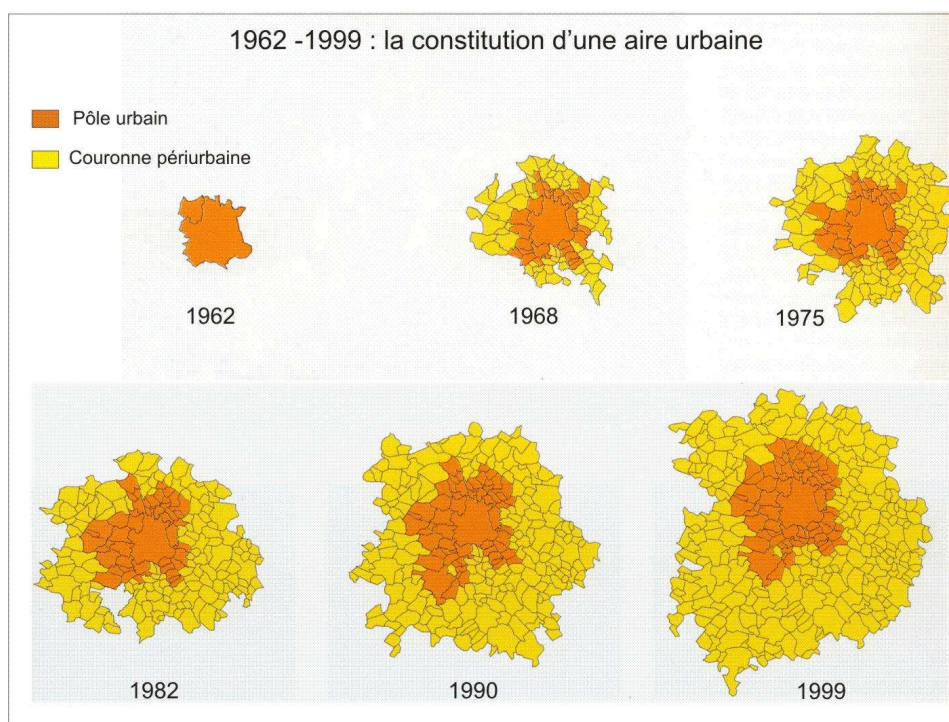 1962 -1999 : la constitution d'une aire urbaine
Pôle urbain
Couronne périurbaine
1962
1968
1975
1982
1990
1999